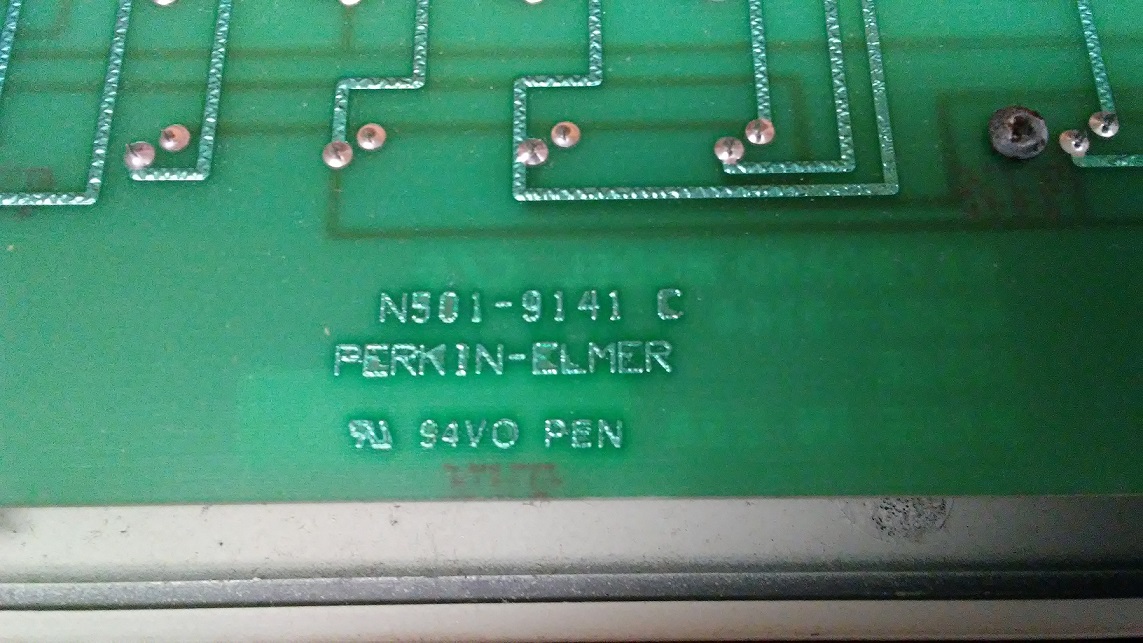 N501-9141 C
PERKIN-ELMER
94VO PEN